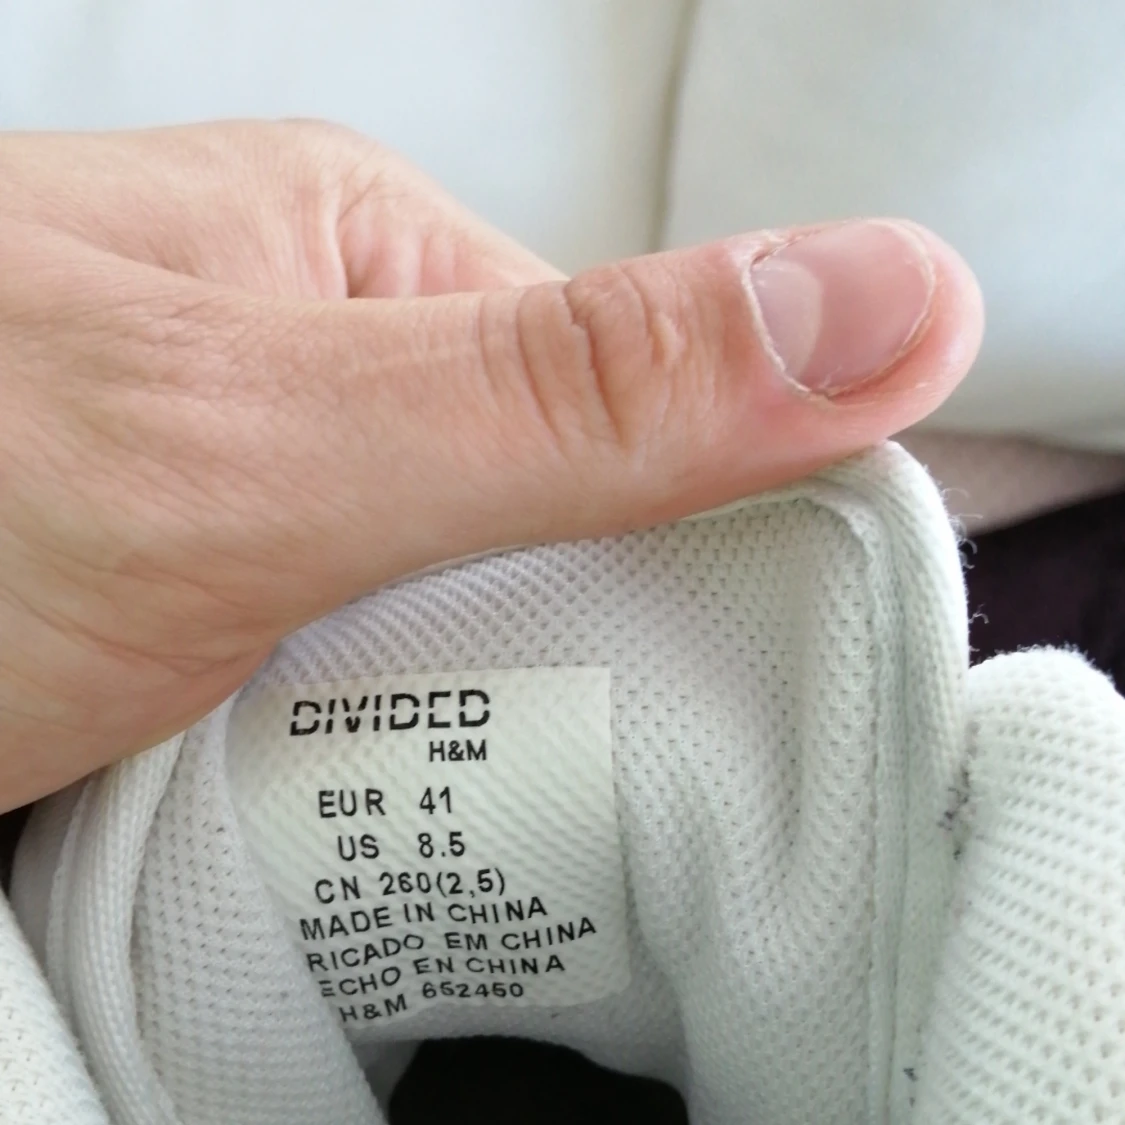 DIVIDED
H&M
EUR 41
US 8.5
CN 260(2,5)
MADE IN CHINA
RICADO EM CHINA
ECHO EN CHINA
H&M 652450